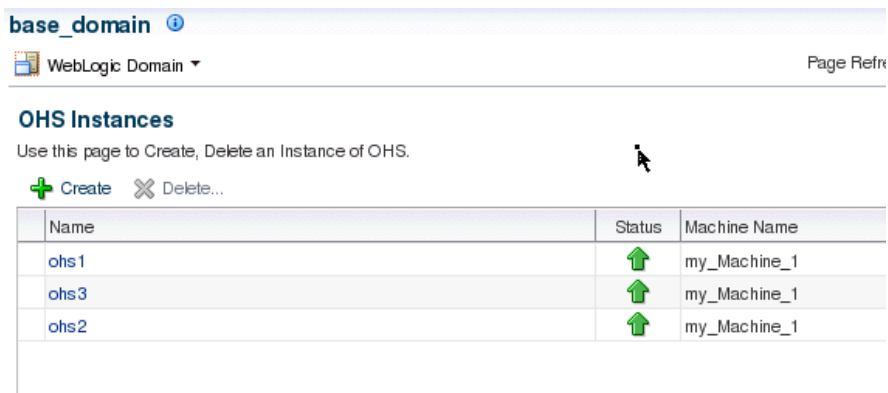 base_domain
WebLogic Domain
Page Refre
OHS Instances
Use this page to Create, Delete an Instance of OHS.
Create Delete...
Name Status Machine Name
ohs1 my_Machine_1
ohs3 my_Machine_1
ohs2 my_Machine_1